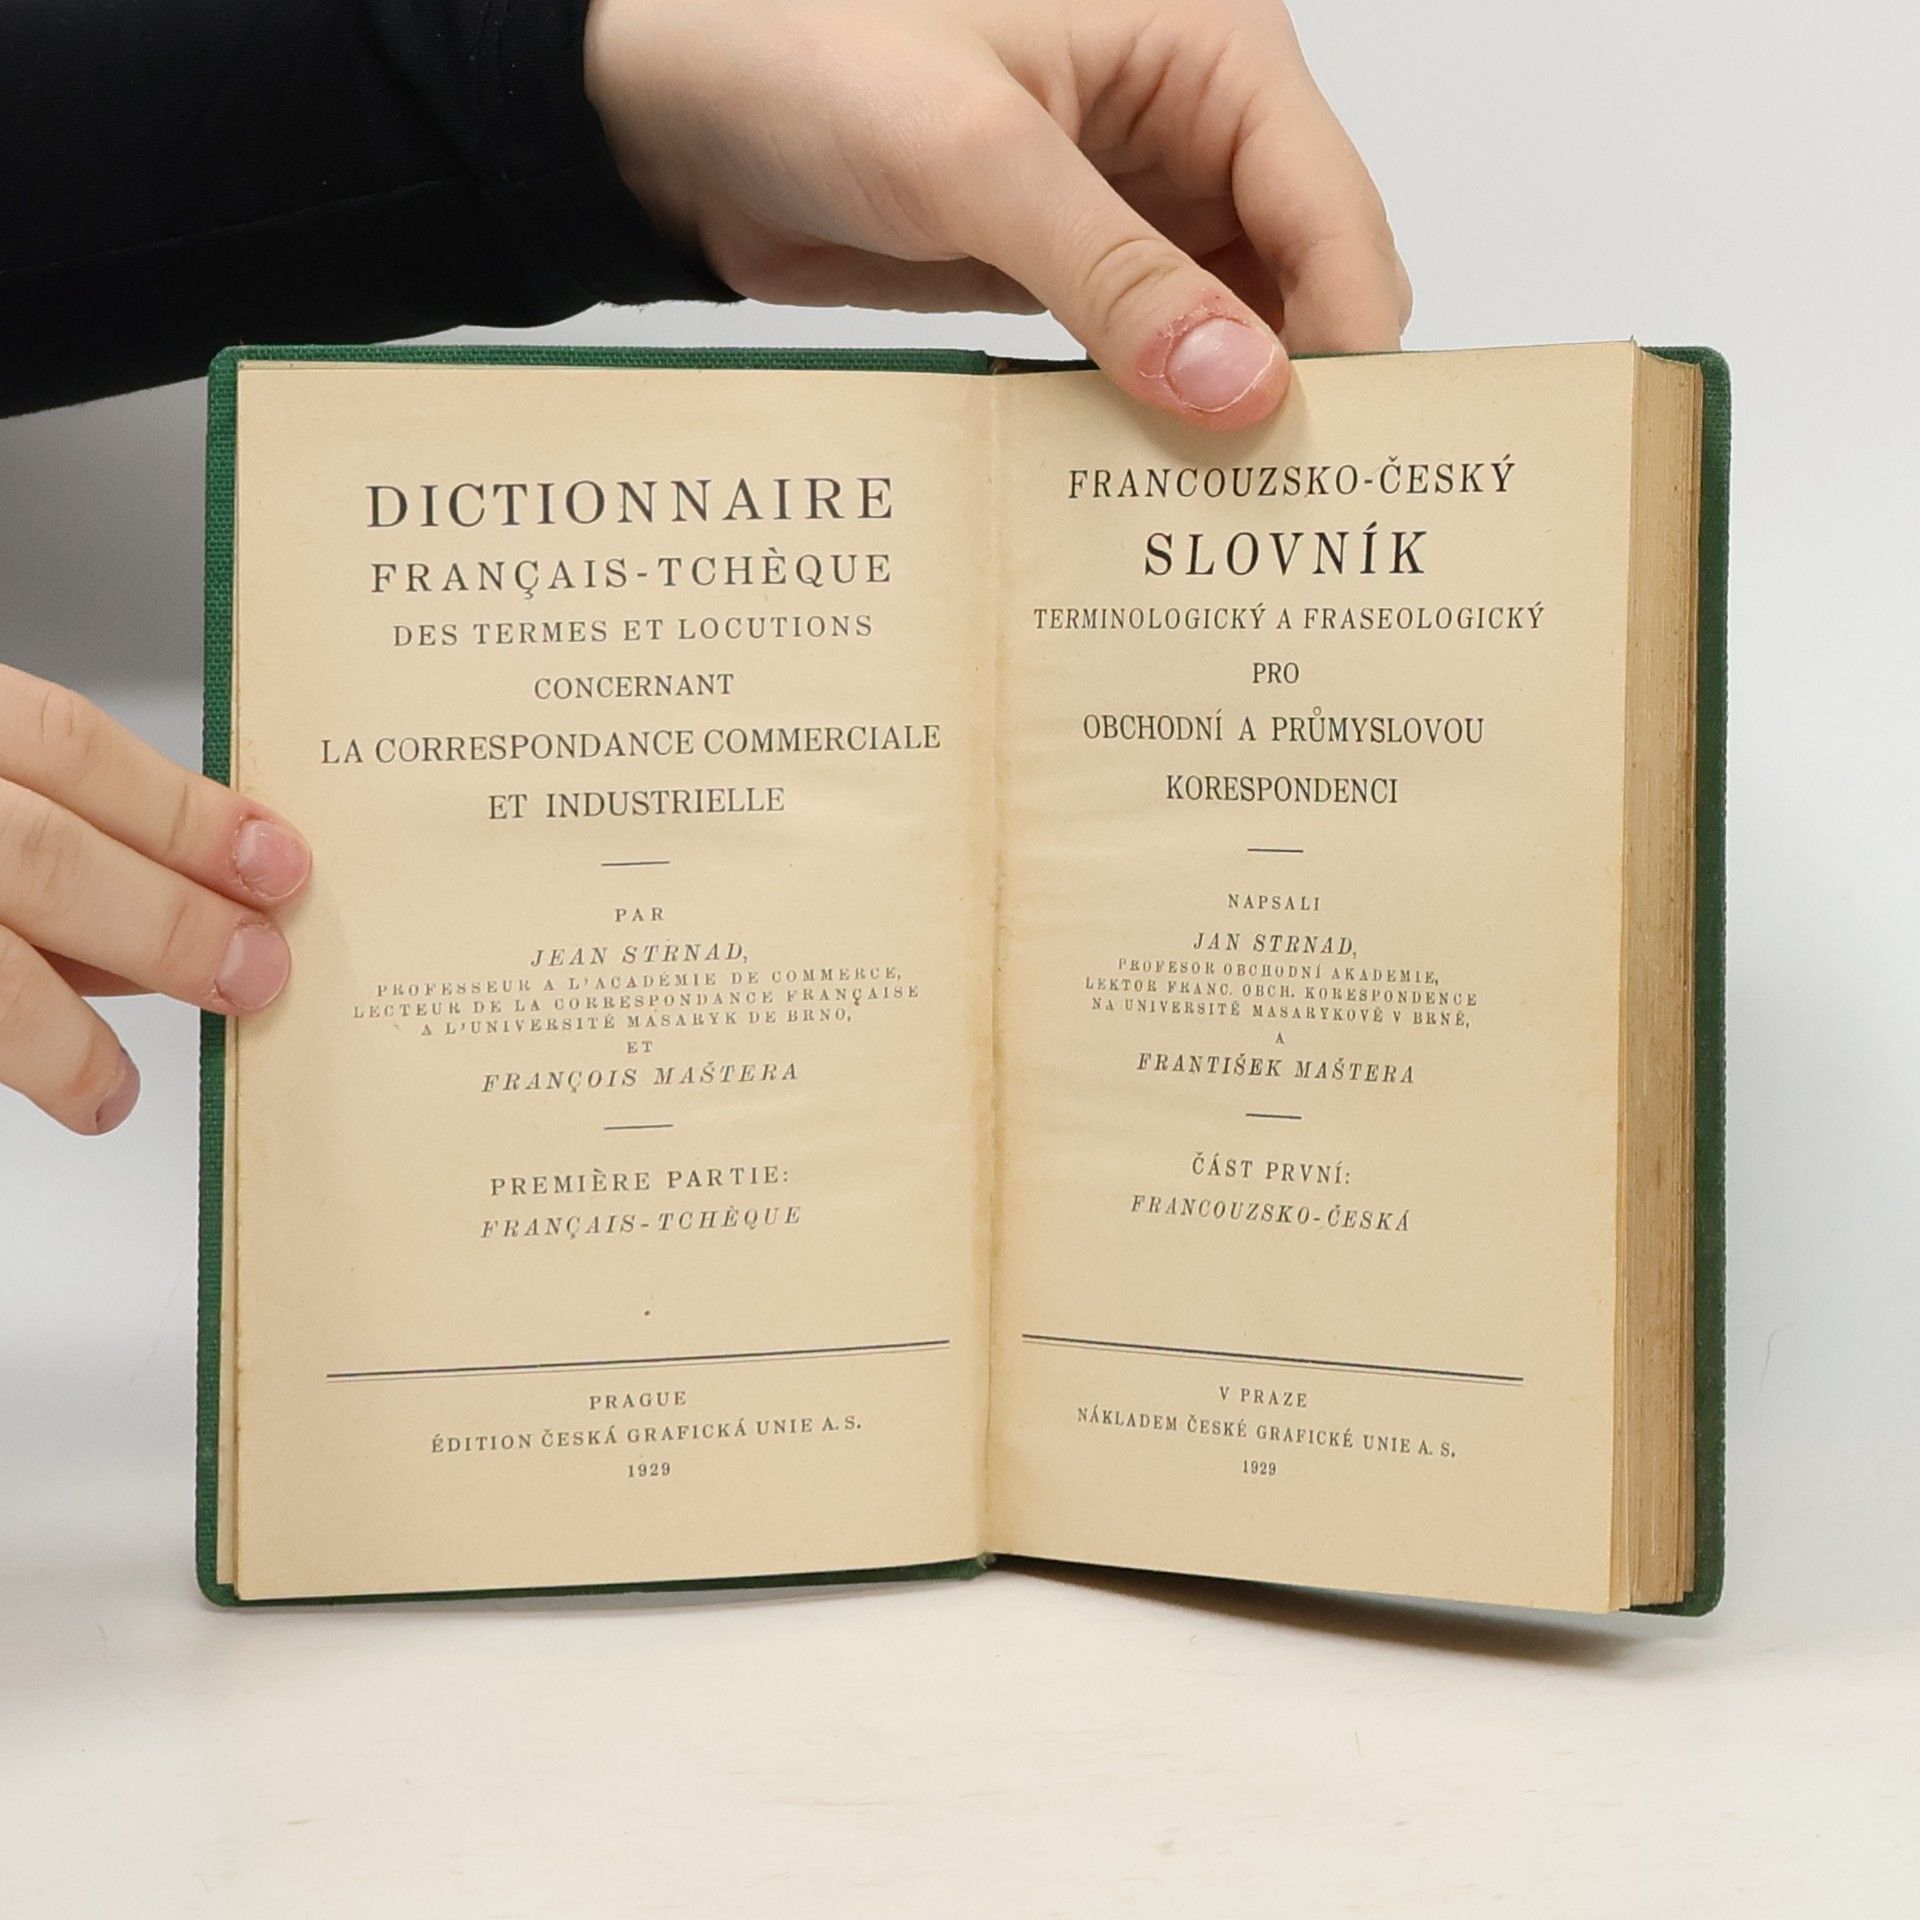 DICTIONNAIRE
FRANÇAIS-TCHÈQUE
DES TERMES ET LOCUTIONS
CONCERNANT
LA CORRESPONDANCE COMMERCIALE
ET INDUSTRIELLE
PAR
JEAN STRNAD,
PROFESSEUR A L'ACADÉMIE DE COMMERCE,
LECTEUR DE LA CORRESPONDANCE FRANÇAISE
A L'UNIVERSITÉ MASARYK DE BRNO,
ET
FRANÇOIS MAŠTERA
PREMIÈRE PARTIE:
FRANÇAIS-TCHÈQUE
PRAGUE
ÉDITION ČESKÁ GRAFICKÁ UNIE A. S.
1929
FRANCOUZSKO-ČESKÝ
SLOVNÍK
TERMINOLOGICKÝ A FRASEOLOGICKÝ
PRO
OBCHODNÍ A PRŮMYSLOVOU
KORESPONDENCI
NAPSALI
JAN STRNAD,
PROFESOR OBCHODNÍ AKADEMIE,
LEKTOR FRANC. OBCH. KORESPONDENCE
NA UNIVERSITĚ MASARYKOVĚ V BRNĚ,
A
FRANTIŠEK MAŠTERA
ČÁST PRVNÍ:
FRANCOUZSKO-ČESKÁ
V PRAZE
NÁKLADEM ČESKÉ GRAFICKÉ UNIE A. S.
1929